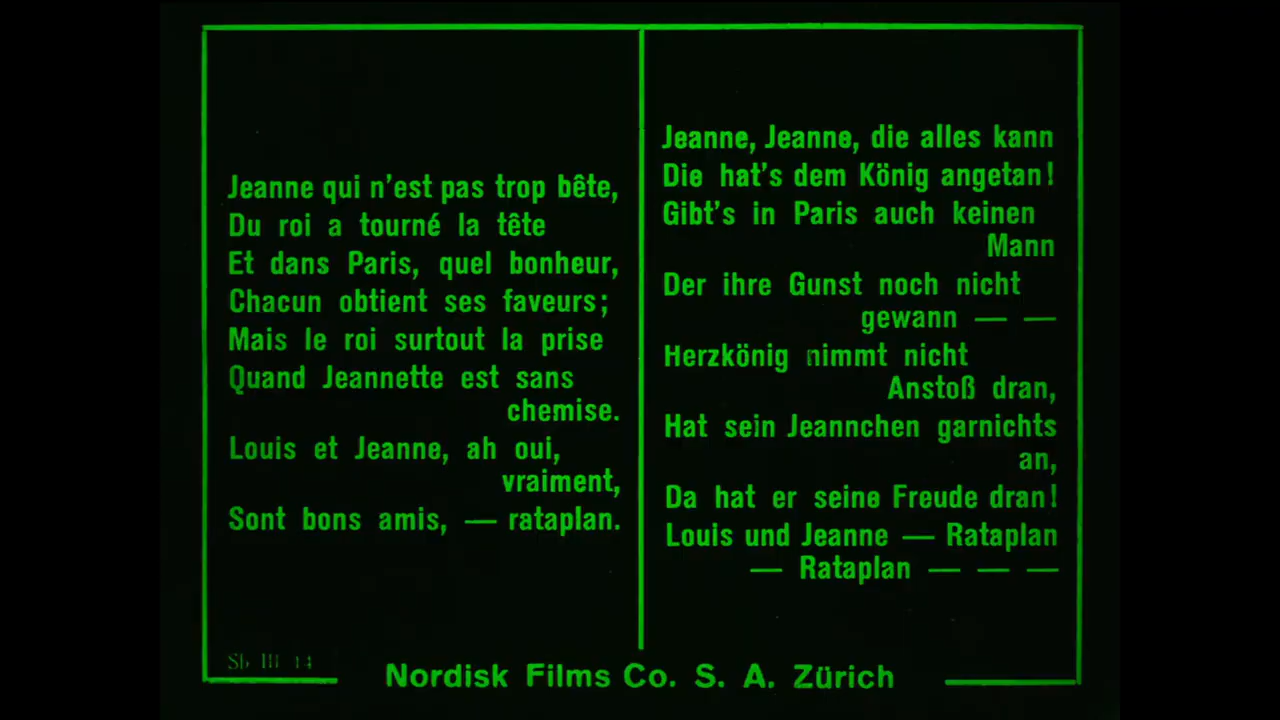 Jeanne qui n'est pas trop bête,
Du roi a tourné la tête
Et dans Paris, quel bonheur,
Chacun obtient ses faveurs;
Mais le roi surtout la prise
Quand Jeannette est sans
chemise.
Louis et Jeanne, ah oui,
vraiment,
Sont bons amis, — rataplan.
Jeanne, Jeanne, die alles kann
Die hat's dem König angetan!
Gibt's in Paris auch keinen
Mann
Der ihre Gunst noch nicht
gewann — —
Herzkönig nimmt nicht
Anstoß dran,
Hat sein Jeannchen garnichts
an,
Da hat er seine Freude dran!
Louis und Jeanne — Rataplan
— Rataplan — — —
Nordisk Films Co. S. A. Zürich